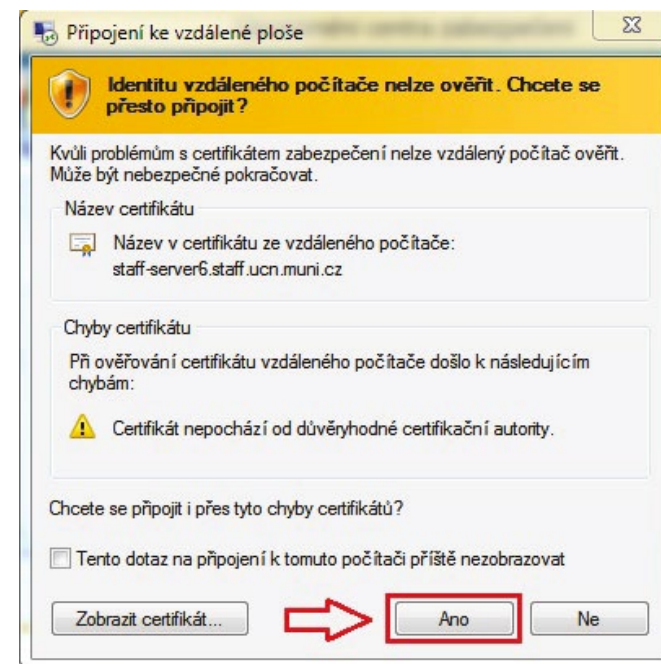 Připojení ke vzdálené ploše
Identitu vzdáleného počítače nelze ověřit. Chcete se
přesto připojit?
Kvůli problémům s certifikátem zabezpečení nelze vzdálený počítač ověřit.
Může být nebezpečné pokračovat.
Název certifikátu
Název v certifikátu ze vzdáleného počítače:
staff-server6.staff.ucn.muni.cz
Chyby certifikátu
Při ověřování certifikátu vzdáleného počítače došlo k následujícím
chybám:
Certifikát nepochází od důvěryhodné certifikační autority.
Chcete se připojit i přes tyto chyby certifikátů?
Tento dotaz na připojení k tomuto počítači příště nezobrazovat
Zobrazit certifikát...
Ano
Ne